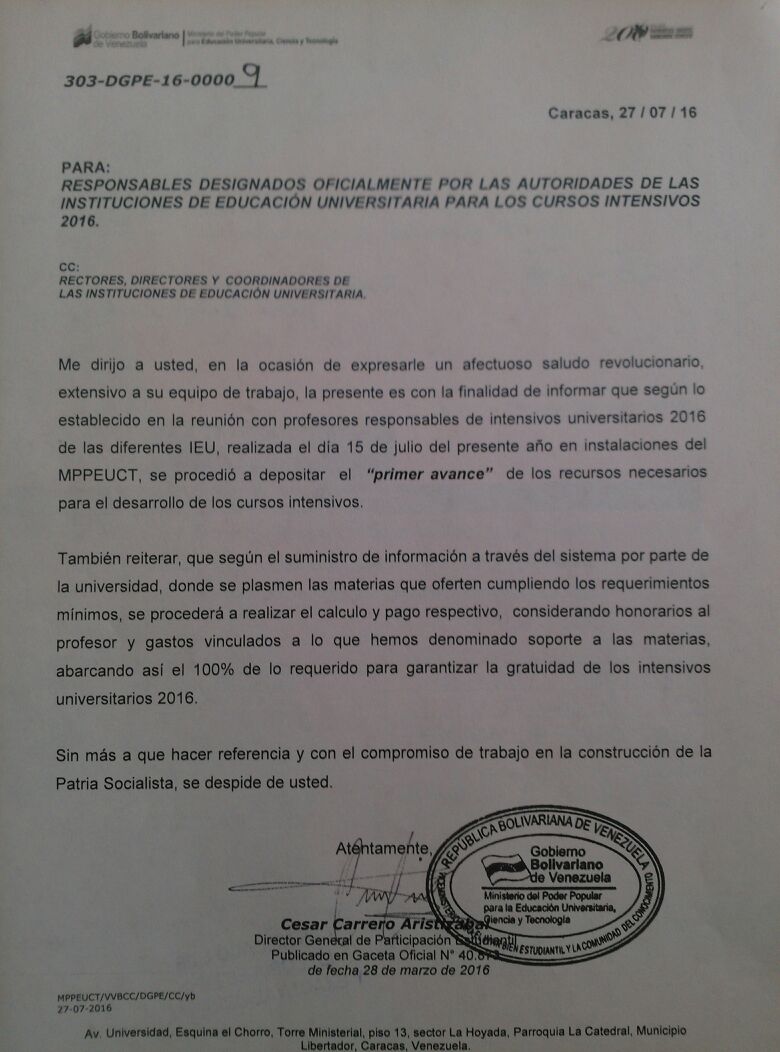 Gobierno Bolivariano
de Venezuela
Ministerio del Poder Popular
para Educación Universitaria, Ciencia y Tecnología
303-DGPE-16-00009
Caracas, 27 / 07 / 16
PARA:
RESPONSABLES DESIGNADOS OFICIALMENTE POR LAS AUTORIDADES DE LAS
INSTITUCIONES DE EDUCACIÓN UNIVERSITARIA PARA LOS CURSOS INTENSIVOS
2016.
CC:
RECTORES, DIRECTORES Y COORDINADORES DE
LAS INSTITUCIONES DE EDUCACIÓN UNIVERSITARIA.
Me dirijo a usted, en la ocasión de expresarle un afectuoso saludo revolucionario,
extensivo a su equipo de trabajo, la presente es con la finalidad de informar que según lo
establecido en la reunión con profesores responsables de intensivos universitarios 2016
de las diferentes IEU, realizada el día 15 de julio del presente año en instalaciones del
MPPEUCT, se procedió a depositar el "primer avance" de los recursos necesarios
para el desarrollo de los cursos intensivos.
También reiterar, que según el suministro de información a través del sistema por parte de
la universidad, donde se plasmen las materias que oferten cumpliendo los requerimientos
mínimos, se procederá a realizar el calculo y pago respectivo, considerando honorarios al
profesor y gastos vinculados a lo que hemos denominado soporte a las materias,
abarcando así el 100% de lo requerido para garantizar la gratuidad de los intensivos
universitarios 2016.
Sin más a que hacer referencia y con el compromiso de trabajo en la construcción de la
Patria Socialista, se despide de usted.
Atentamente,
REPÚBLICA BOLIVARIANA DE VENEZUELA
Gobierno
Bolivariano
de Venezuela
Ministerio del Poder Popular
para la Educación Universitaria,
Ciencia y Tecnología
BIEN ESTUDIANTIL Y LA COMUNIDAD DEL CONOCIMIENTO
Cesar Carrero Aristizabal
Director General de Participación Estudiantil
Publicado en Gaceta Oficial N° 40.873
de fecha 28 de marzo de 2016
MPPEUCT/VVBCC/DGPE/CC/yb
27-07-2016
Av. Universidad, Esquina el Chorro, Torre Ministerial, piso 13, sector La Hoyada, Parroquia La Catedral, Municipio
Libertador, Caracas, Venezuela.